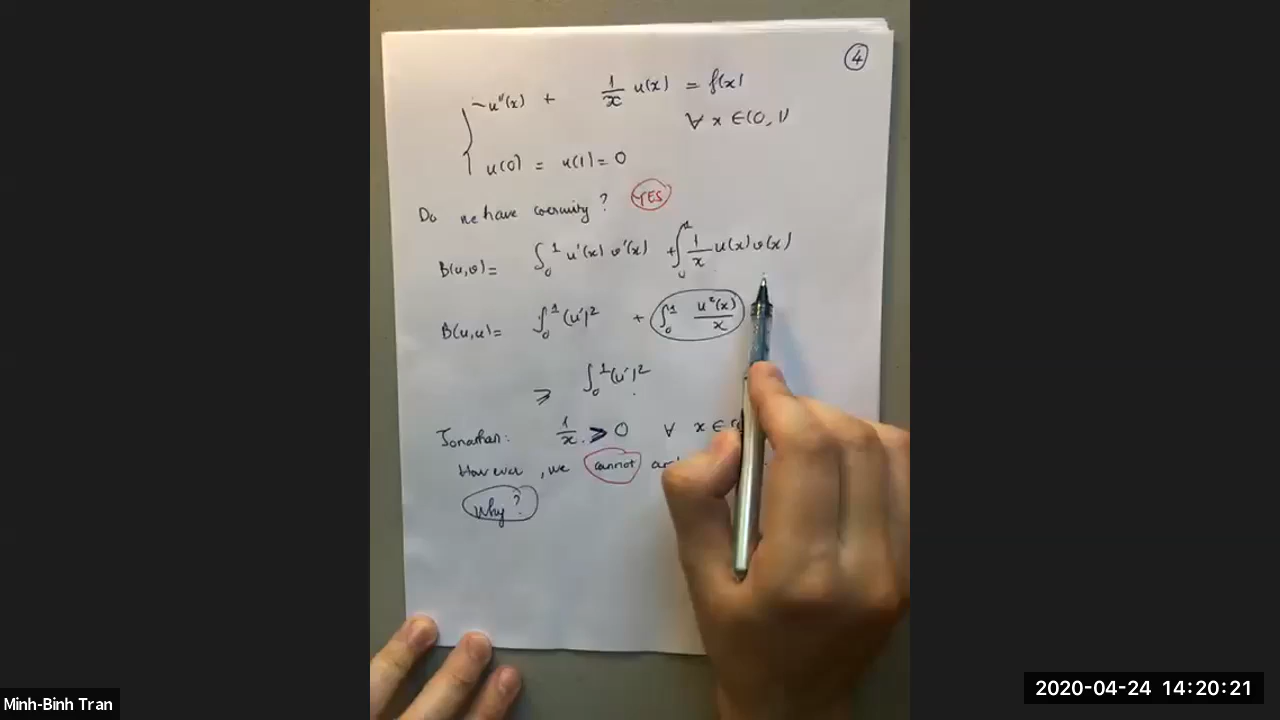 ④
-u''(x) + 1/x u(x) = f(x)
∀ x ∈ (0, 1)
u(0) = u(1) = 0
Do we have coercivity? YES
B(u,v) = ∫₀¹ u'(x) v'(x) + ∫₀¹ 1/x u(x) v(x)
B(u,u) = ∫₀¹ (u')² + ∫₀¹ u²(x)/x
≥ ∫₀¹ (u')²
Jonathan: 1/x ≥ 0 ∀ x ∈
However, we cannot
Why?
Minh-Binh Tran
2020-04-24 14:20:21